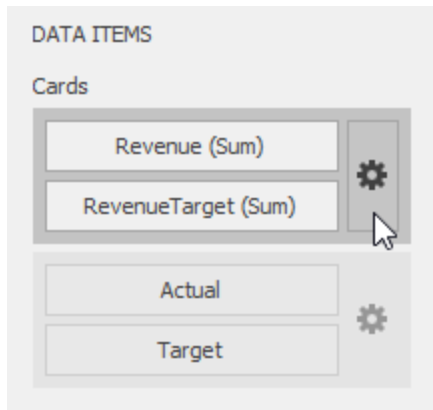 DATA ITEMS
Cards
Revenue (Sum)
RevenueTarget (Sum)
Actual
Target